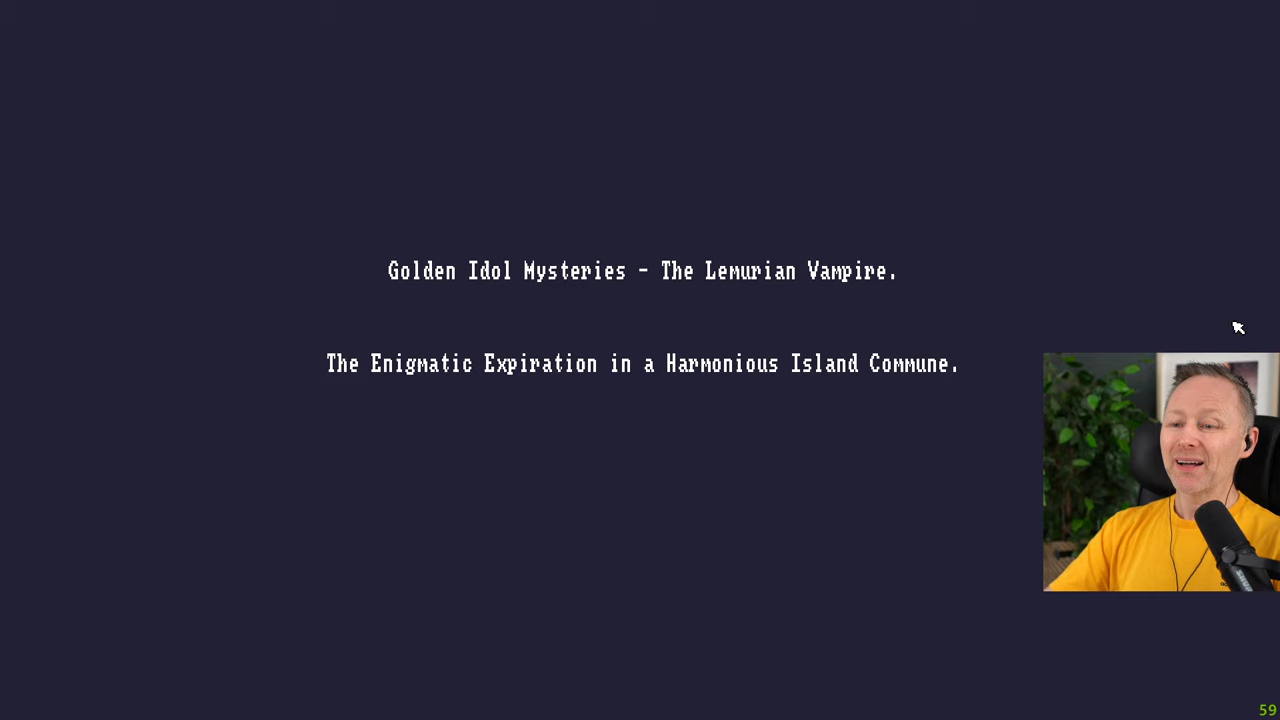 Golden Idol Mysteries - The Lemurian Vampire.
The Enigmatic Expiration in a Harmonious Island Commune.
59